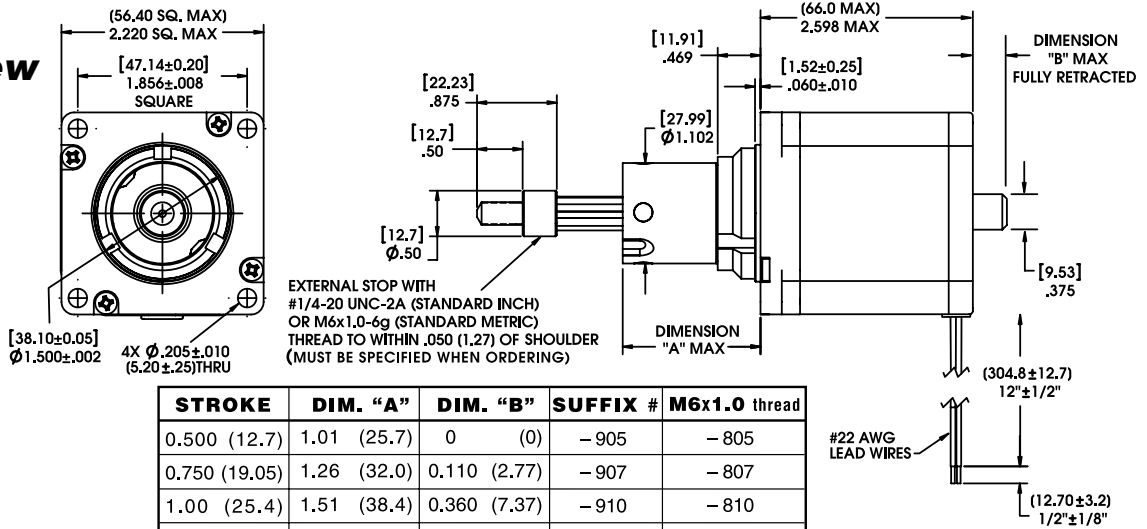 (56.40 SQ. MAX)
2.220 SQ. MAX
[47.14±0.20]
1.856±.008
SQUARE
[38.10±0.05]
Ø1.500±.002
4X Ø.205±.010
(5.20±.25)THRU
[22.23]
.875
[12.7]
.50
[12.7]
Ø.50
EXTERNAL STOP WITH
#1/4-20 UNC-2A (STANDARD INCH)
OR M6x1.0-6g (STANDARD METRIC)
THREAD TO WITHIN .050 (1.27) OF SHOULDER
(MUST BE SPECIFIED WHEN ORDERING)
[11.91]
.469
[27.99]
Ø1.102
(66.0 MAX)
2.598 MAX
[1.52±0.25]
.060±.010
DIMENSION
"B" MAX
FULLY RETRACTED
[9.53]
.375
DIMENSION
"A" MAX
(304.8±12.7)
12"±1/2"
#22 AWG
LEAD WIRES
(12.70±3.2)
1/2"±1/8"
STROKE DIM. “A” DIM. “B” SUFFIX # M6x1.0 thread
0.500 (12.7) 1.01 (25.7) 0 (0) –905 –805
0.750 (19.05) 1.26 (32.0) 0.110 (2.77) –907 –807
1.00 (25.4) 1.51 (38.4) 0.360 (7.37) –910 –810